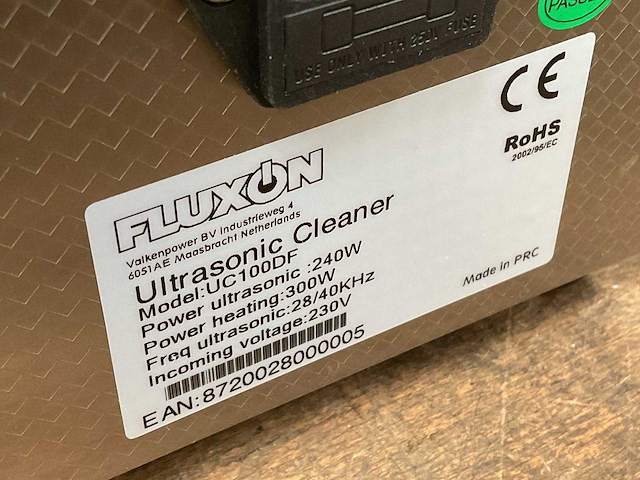 PASSED
USE ONLY WITH 250V FUSE
CE
RoHS
2002/95/EC
FLUXON
Valkenpower BV Industrieweg 4
6051AE Maasbracht Netherlands
Ultrasonic Cleaner
Model:UC100DF
Power ultrasonic :240W
Power heating:300W
Freq ultrasonic:28/40KHz
Incoming voltage:230V
Made in PRC
EAN:8720028000005